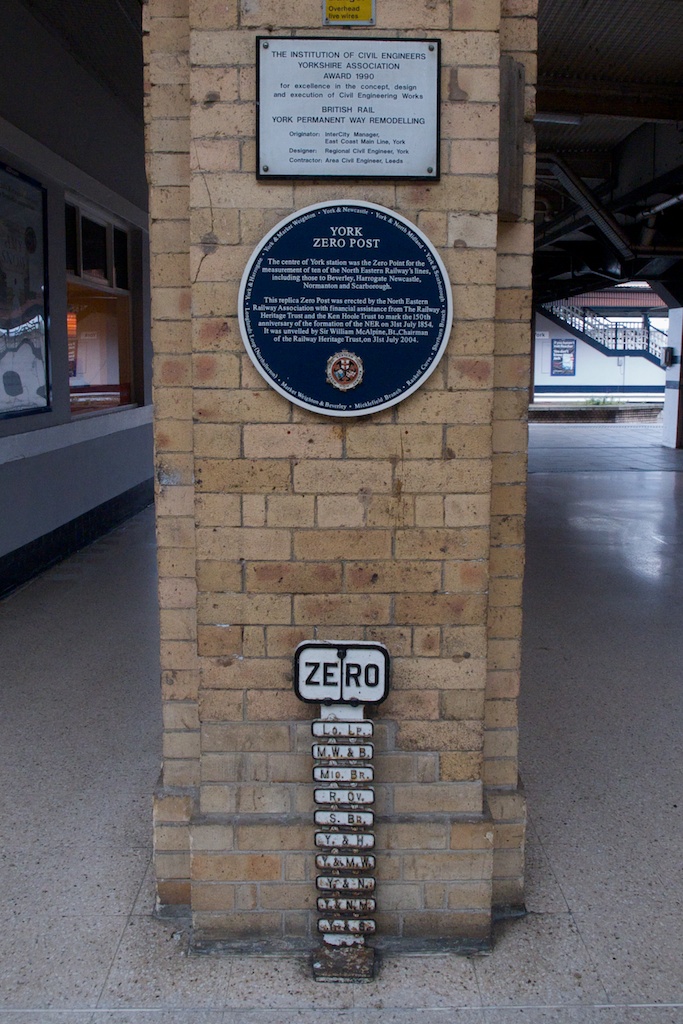 Overhead
live wires
THE INSTITUTION OF CIVIL ENGINEERS
YORKSHIRE ASSOCIATION
AWARD 1990
for excellence in the concept, design
and execution of Civil Engineering Works
BRITISH RAIL
YORK PERMANENT WAY REMODELLING
Originator: InterCity Manager,
East Coast Main Line, York
Designer: Regional Civil Engineer, York
Contractor: Area Civil Engineer, Leeds
York & Market Weighton • York & Newcastle • York & North Midland • York & Scarborough
YORK
ZERO POST
The centre of York station was the Zero Point for the
measurement of ten of the North Eastern Railway's lines,
including those to Beverley, Harrogate Newcastle,
Normanton and Scarborough.
This replica Zero Post was erected by the North Eastern
Railway Association with financial assistance from The Railway
Heritage Trust and the Ken Hoole Trust to mark the 150th
anniversary of the formation of the NER on 31st July 1854.
It was unveiled by Sir William McAlpine, Bt., Chairman
of the Railway Heritage Trust, on 31st July 2004.
Market Weighton & Beverley • Micklefield Branch
ZERO
LO. LP.
M.W. & B.
MIC. BR.
R. OV.
S. BR.
Y. & H.
Y. & M.W.
Y. & N.
Y. & N.M.
Y. & S.